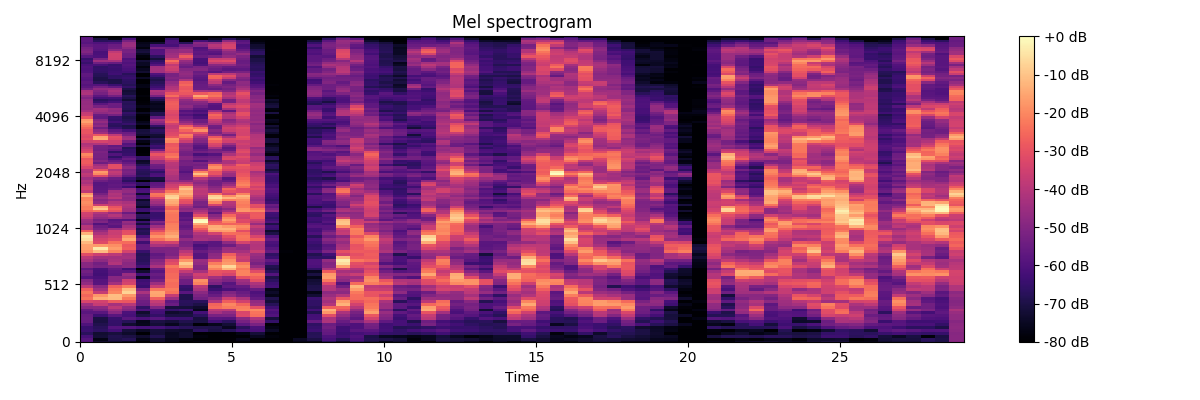 Mel spectrogram
8192
4096
2048
1024
512
0
Hz
0 5 10 15 20 25
Time
+0 dB
-10 dB
-20 dB
-30 dB
-40 dB
-50 dB
-60 dB
-70 dB
-80 dB